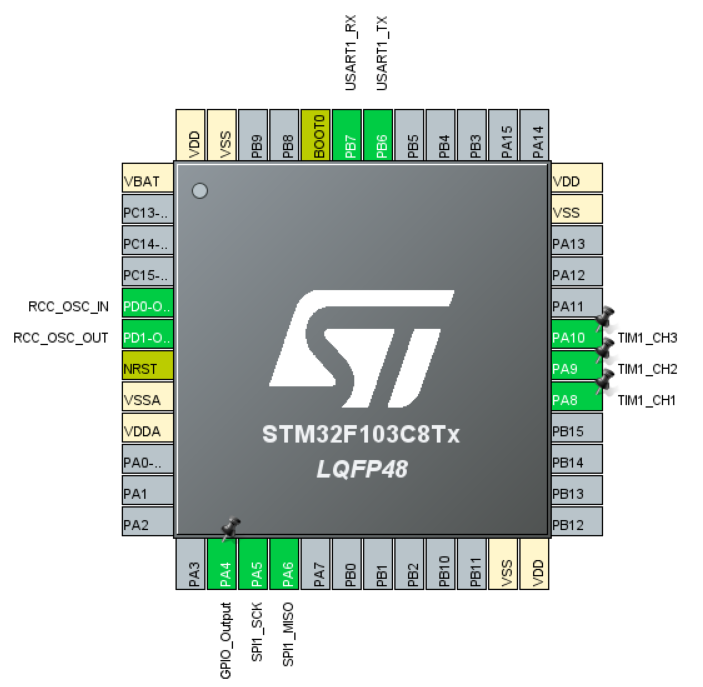 USART1_RX
USART1_TX
VDD
VSS
PB9
PB8
BOOT0
PB7
PB6
PB5
PB4
PB3
PA15
PA14
VBAT
PC13-..
PC14-..
PC15-..
RCC_OSC_IN PD0-O..
RCC_OSC_OUT PD1-O..
NRST
VSSA
VDDA
PA0-..
PA1
PA2
ST
STM32F103C8Tx
LQFP48
VDD
VSS
PA13
PA12
PA11
PA10 TIM1_CH3
PA9 TIM1_CH2
PA8 TIM1_CH1
PB15
PB14
PB13
PB12
PA3
PA4
PA5
PA6
PA7
PB0
PB1
PB2
PB10
PB11
VSS
VDD
GPIO_Output
SPI1_SCK
SPI1_MISO